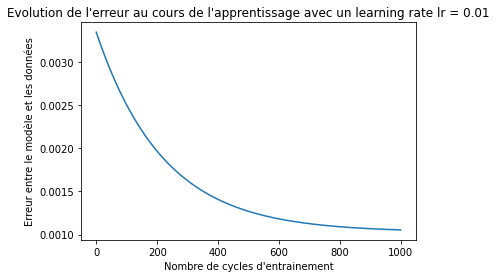 Evolution de l'erreur au cours de l'apprentissage avec un learning rate lr = 0.01
Erreur entre le modèle et les données
0.0030
0.0025
0.0020
0.0015
0.0010
0 200 400 600 800 1000
Nombre de cycles d'entrainement